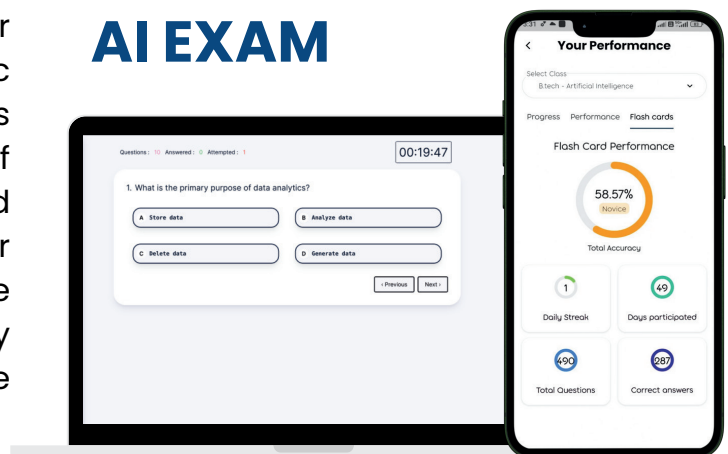 r
c
s
f
d
r
e
y
e
AI EXAM
Questions : 10 Answered : 0 Attempted : 1
00:19:47
1. What is the primary purpose of data analytics?
A Store data
B Analyze data
C Delete data
D Generate data
‹ Previous
Next ›
Your Performance
Select Class
B.tech - Artificial Intelligence
Progress Performance Flash cards
Flash Card Performance
58.57%
Novice
Total Accuracy
1
Daily Streak
49
Days participated
490
Total Questions
287
Correct answers